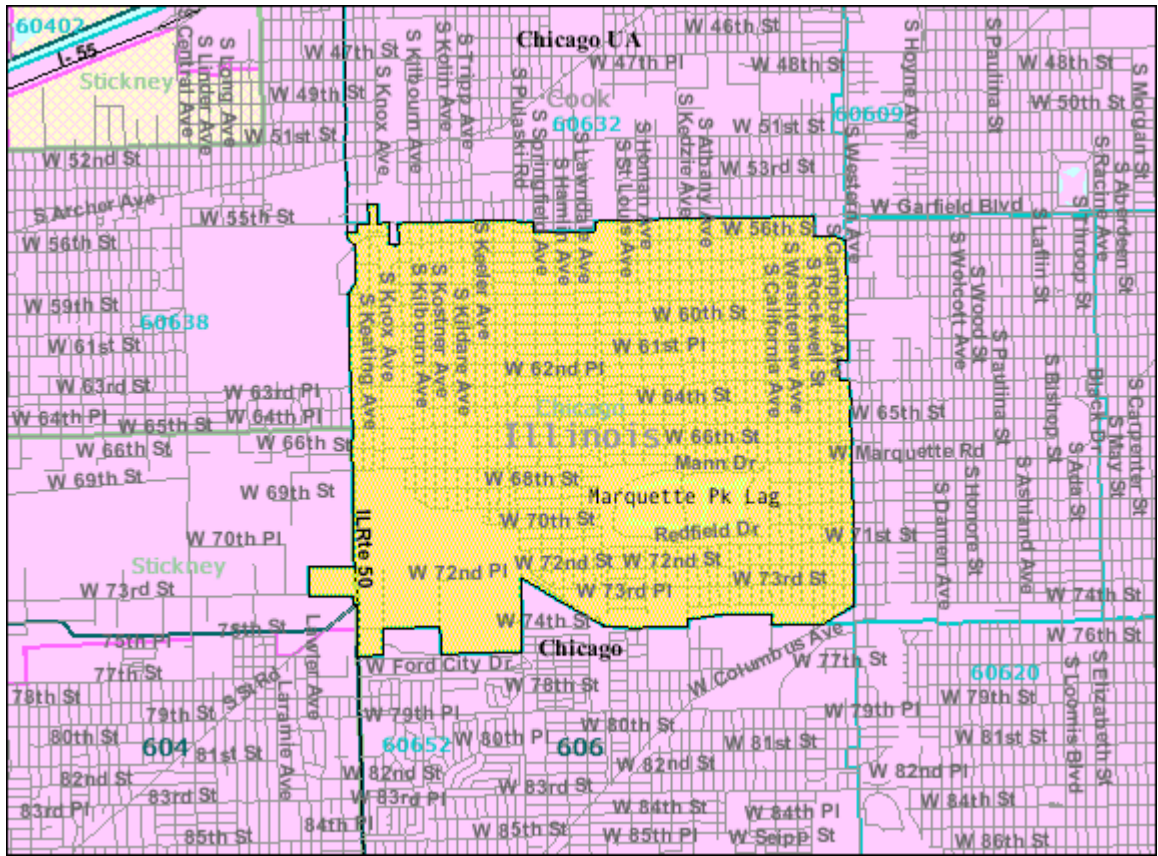 60402
I- 55
Stickney
S Central Ave
S Linder Ave
S Long Ave
W 47th St
W 49th St
W 51st St
W 52nd St
S Knox Ave
S Kilbourn Ave
S Kolin Ave
S Tripp Ave
S Pulaski Rd
Chicago UA
W 46th St
W 47th Pl
W 48th St
Cook
60632
S Springfield Ave
S Hamlin Ave
S Lawndale Ave
S St Louis Ave
S Homan Ave
S Kedzie Ave
S Albany Ave
W 51st St
W 53rd St
60609
S Western Ave
S Hoyne Ave
S Paulina St
W 48th St
W 50th St
S Morgan St
S Racine Ave
S Aberdeen St
S Throop St
S Laflin St
W Garfield Blvd
S Archer Ave
W 55th St
W 56th St
W 59th St
60638
W 61st St
W 63rd St
W 63rd Pl
W 64th Pl
W 65th St
W 64th Pl
W 66th St
W 66th St
W 69th St
W 69th St
W 70th Pl
Stickney
W 73rd St
IL Rte 50
S Keating Ave
S Knox Ave
S Kilbourn Ave
S Kostner Ave
S Kildare Ave
S Keeler Ave
W 56th S
S California Ave
S Washtenaw Ave
S Rockwell St
S Campbell Ave
W 60th St
W 61st Pl
W 62nd Pl
W 64th St
Chicago
Illinois
W 66th St
Mann Dr
W 68th St
Marquette Pk Lag
W 70th St
Redfield Dr
W 72nd Pl
W 72nd St
W 72nd St
W 73rd Pl
W 73rd St
W 74th St
Chicago
S Wolcott Ave
S Wood St
S Paulina St
S Bishop St
Black Dr
S Carpenter St
S May St
W 65th St
W Marquette Rd
S Ada St
S Ashland Ave
S Honore St
S Damen Ave
W 71st St
W 74th St
W 76th St
75th Pl
76th St
77th St
78th St
79th St
80th St
604
81st St
82nd St
83rd St
83rd Pl
84th Pl
85th St
S St Rd
Laramie Ave
Lawler Ave
W Ford City Dr
W 78th St
W 79th Pl
60652
W 80th Pl
606
W 80th St
W 81st St
W 82nd St
W 82nd St
W 83rd Pl
W 83rd St
W 84th St
W 84th Pl
W 85th St
W 85th Pl
W Seipp St
W Columbus Ave
W 77th St
60620
W 79th St
W 79th Pl
W 81st St
W 82nd Pl
W 84th St
W 86th St
S Loomis Blvd
S Elizabeth St